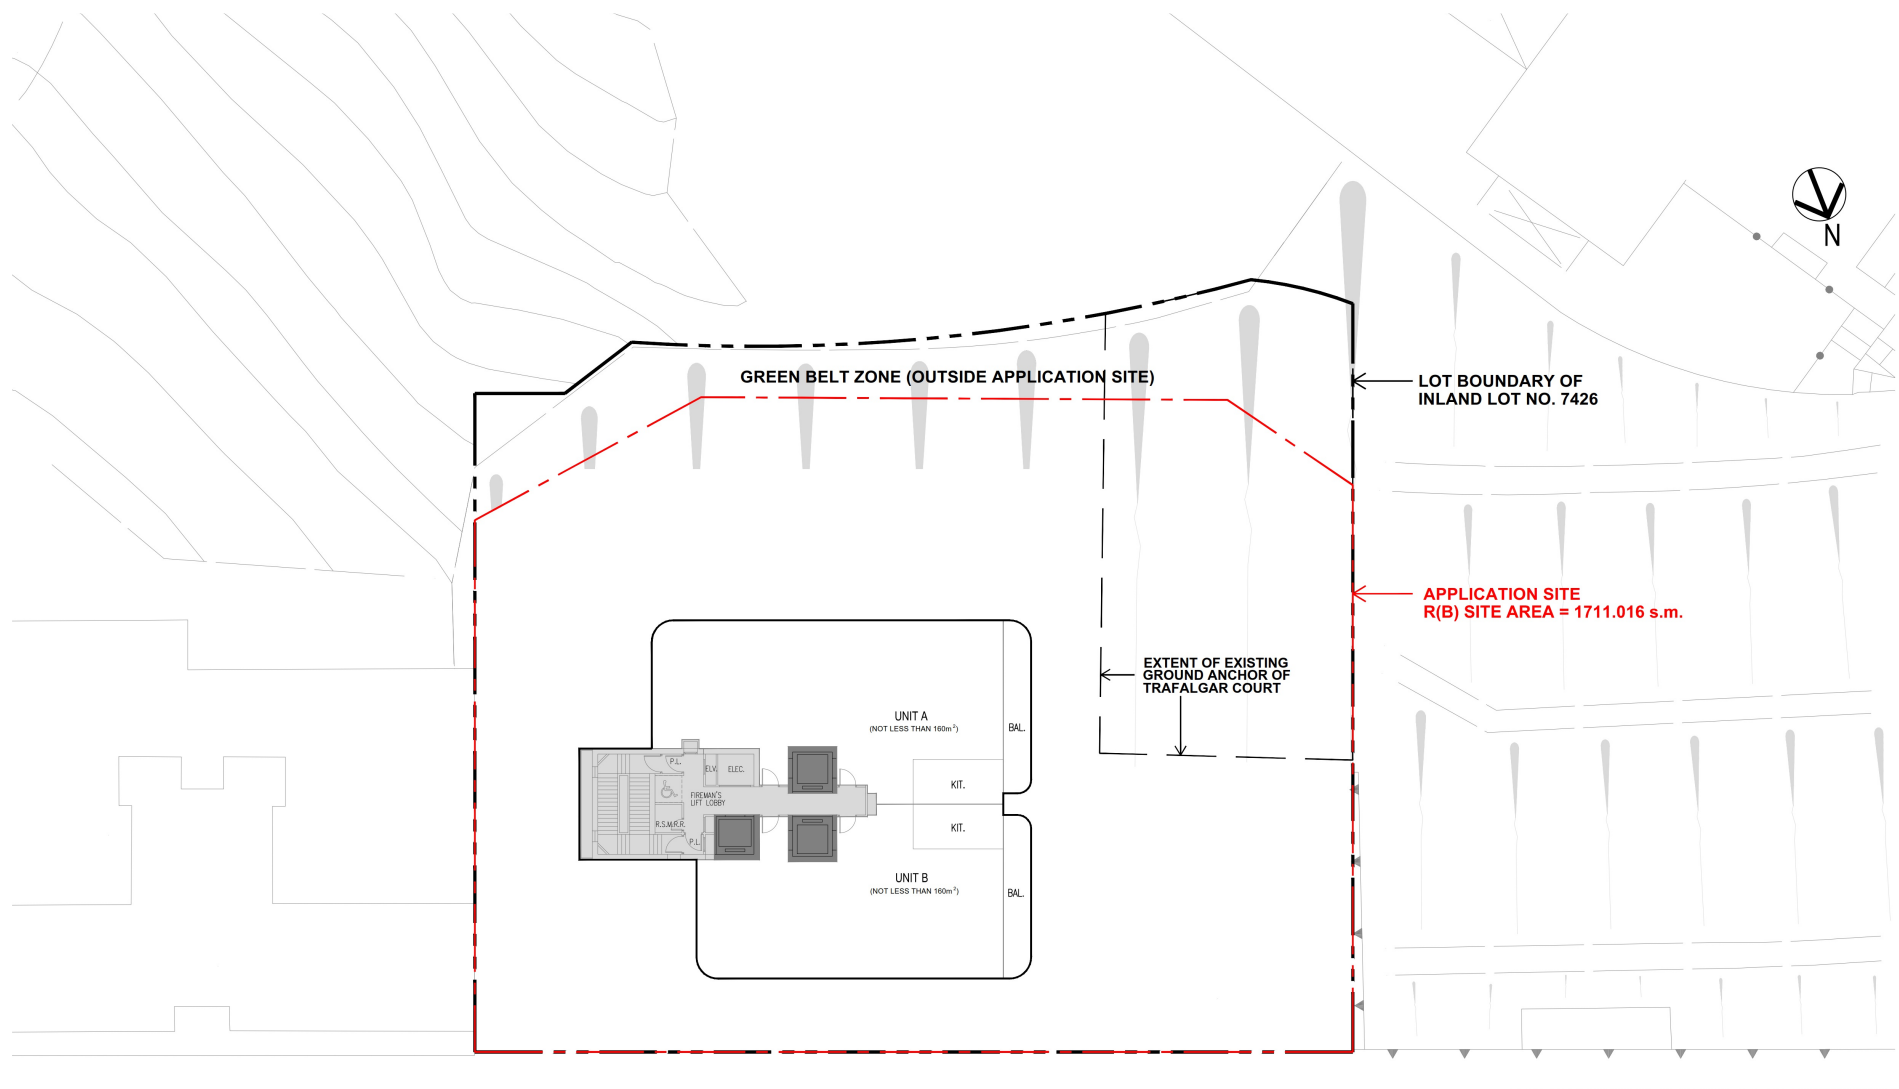 N
GREEN BELT ZONE (OUTSIDE APPLICATION SITE)
LOT BOUNDARY OF
INLAND LOT NO. 7426
APPLICATION SITE
R(B) SITE AREA = 1711.016 s.m.
EXTENT OF EXISTING
GROUND ANCHOR OF
TRAFALGAR COURT
UNIT A
(NOT LESS THAN 160m²)
BAL.
P.L.
ELV.
ELEC.
KIT.
FIREMAN'S
LIFT LOBBY
R.S.M.R.R.
P.L.
KIT.
UNIT B
(NOT LESS THAN 160m²)
BAL.